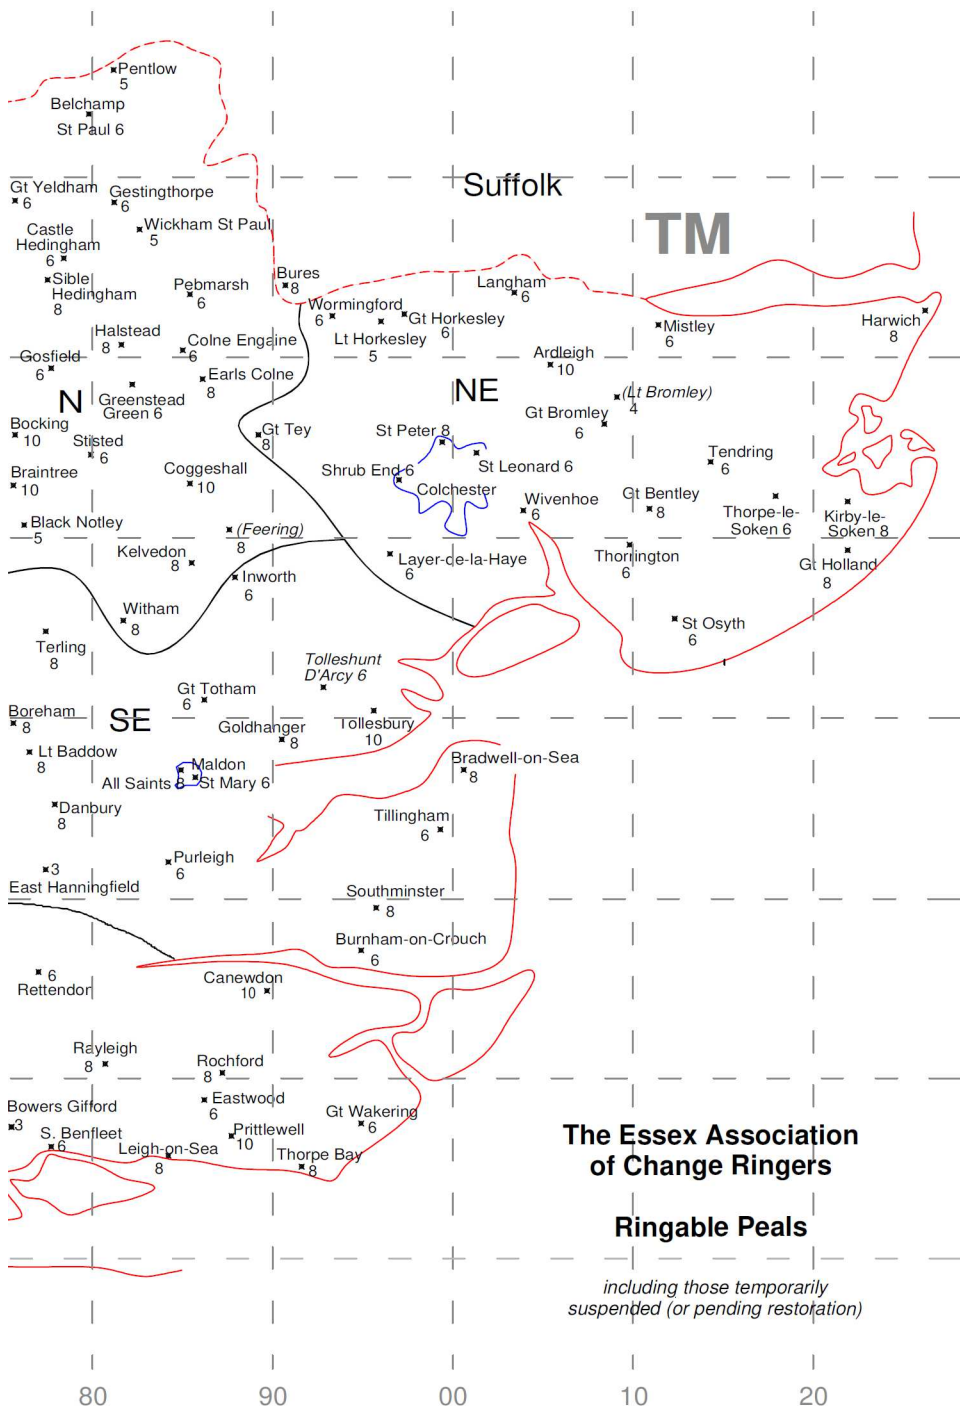 Pentlow
5
Belchamp
St Paul 6
Gt Yeldham
6
Gestingthorpe
6
Suffolk
TM
Castle
Hedingham
6
Wickham St Paul
5
Sible
Hedingham
8
Pebmarsh
6
Bures
8
Langham
6
Wormingford
6
Gt Horkesley
6
Lt Horkesley
5
Mistley
6
Harwich
8
Halstead
8
Colne Engaine
6
Gosfield
6
Earls Colne
8
Ardleigh
10
N
NE
Greenstead
Green 6
(Lt Bromley)
4
Gt Bromley
6
Bocking
10
Stisted
6
Gt Tey
8
St Peter 8
St Leonard 6
Tendring
6
Braintree
10
Coggeshall
10
Shrub End 6
Colchester
Wivenhoe
6
Gt Bentley
8
Thorpe-le-
Soken 6
Kirby-le-
Soken 8
Black Notley
5
(Feering)
8
Kelvedon
8
Layer-de-la-Haye
6
Thorlington
6
Gt Holland
8
Inworth
6
Witham
8
St Osyth
6
Terling
8
Tolleshunt
D'Arcy 6
Gt Totham
6
Boreham
8
SE
Goldhanger
8
Tollesbury
10
Lt Baddow
8
Maldon
All Saints 8
St Mary 6
Bradwell-on-Sea
8
Danbury
8
Tillingham
6
Purleigh
6
3
East Hanningfield
Southminster
8
Burnham-on-Crouch
6
6
Rettendon
Canewdon
10
Rayleigh
8
Rochford
8
Eastwood
6
Bowers Gifford
3
S. Benfleet
6
Prittlewell
10
Gt Wakering
6
Leigh-on-Sea
8
Thorpe Bay
8
The Essex Association
of Change Ringers
Ringable Peals
including those temporarily
suspended (or pending restoration)
80 90 00 10 20